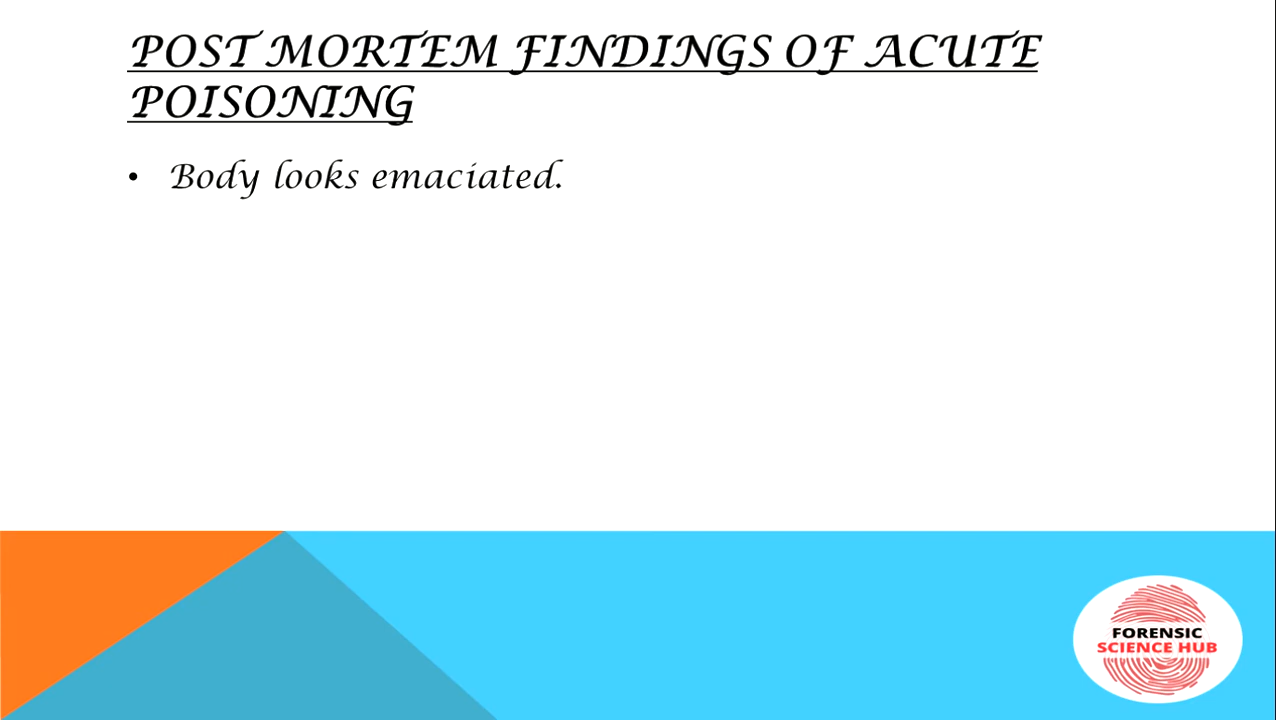 POST MORTEM FINDINGS OF ACUTE
POISONING
• Body looks emaciated.
FORENSIC
SCIENCE HUB